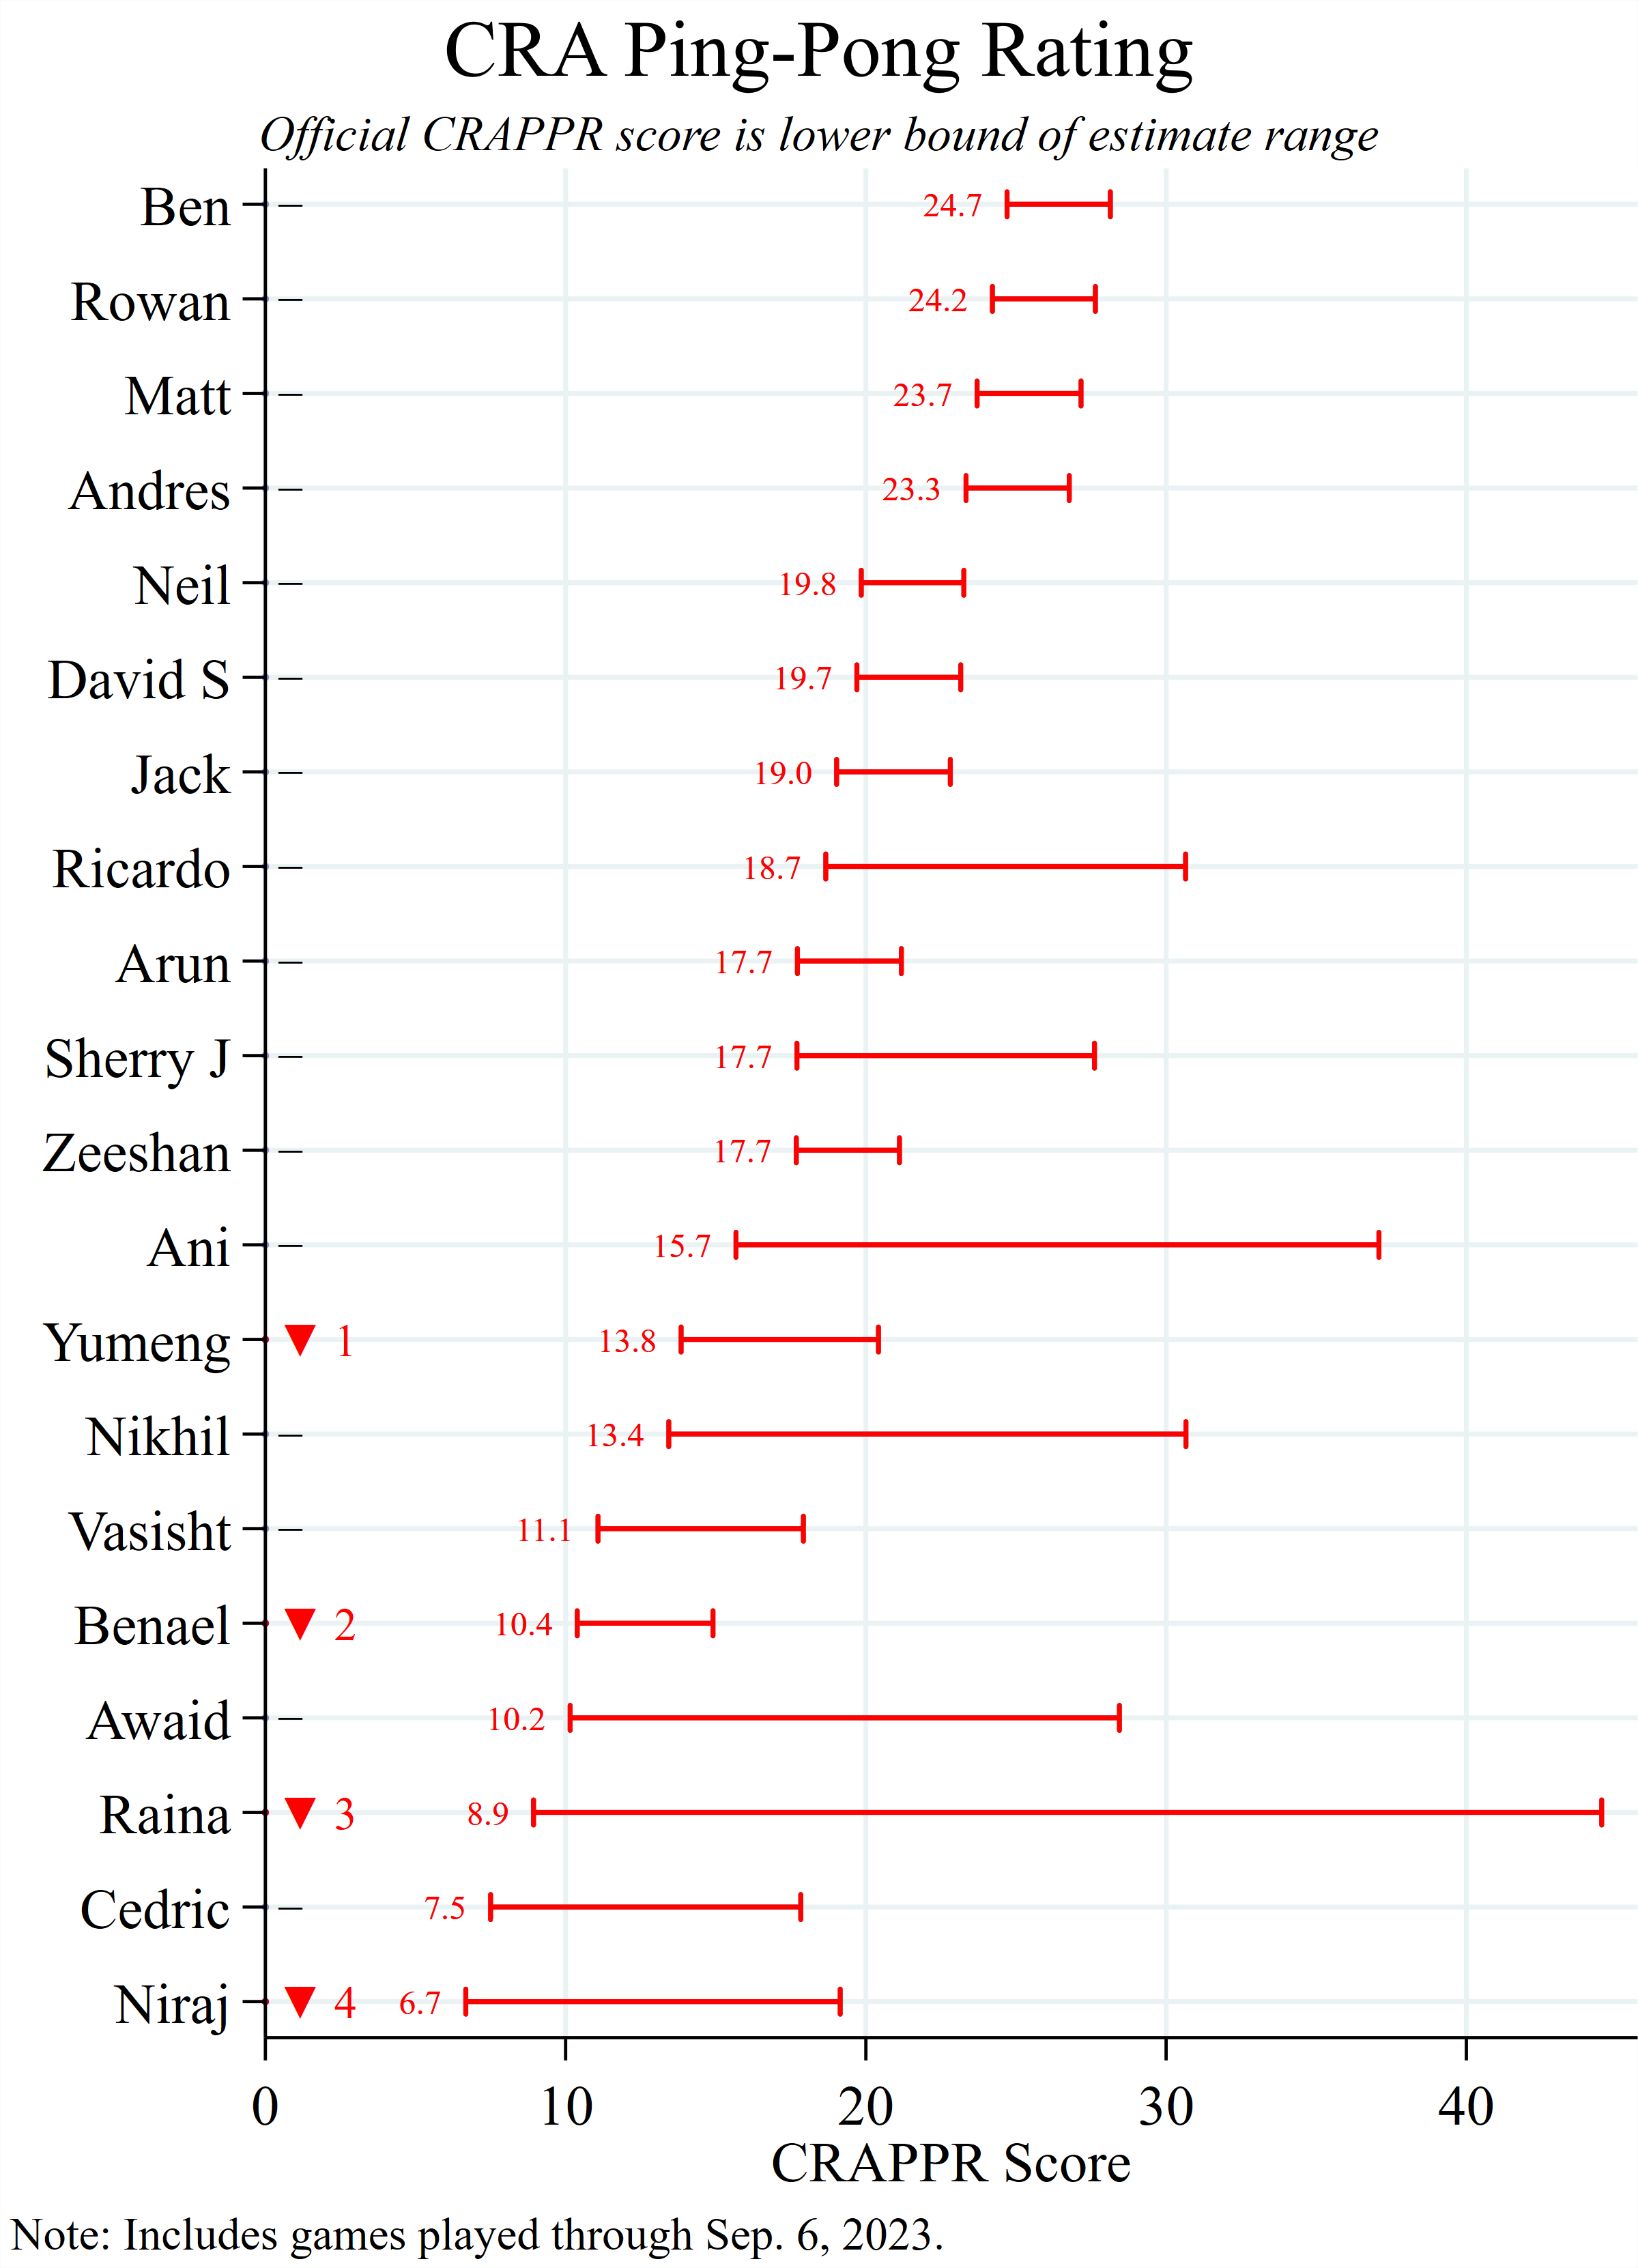 CRA Ping-Pong Rating
Official CRAPPR score is lower bound of estimate range
Ben – 24.7
Rowan – 24.2
Matt – 23.7
Andres – 23.3
Neil – 19.8
David S – 19.7
Jack – 19.0
Ricardo – 18.7
Arun – 17.7
Sherry J – 17.7
Zeeshan – 17.7
Ani – 15.7
Yumeng ▼ 1 13.8
Nikhil – 13.4
Vasisht – 11.1
Benael ▼ 2 10.4
Awaid – 10.2
Raina ▼ 3 8.9
Cedric – 7.5
Niraj ▼ 4 6.7
0 10 20 30 40
CRAPPR Score
Note: Includes games played through Sep. 6, 2023.